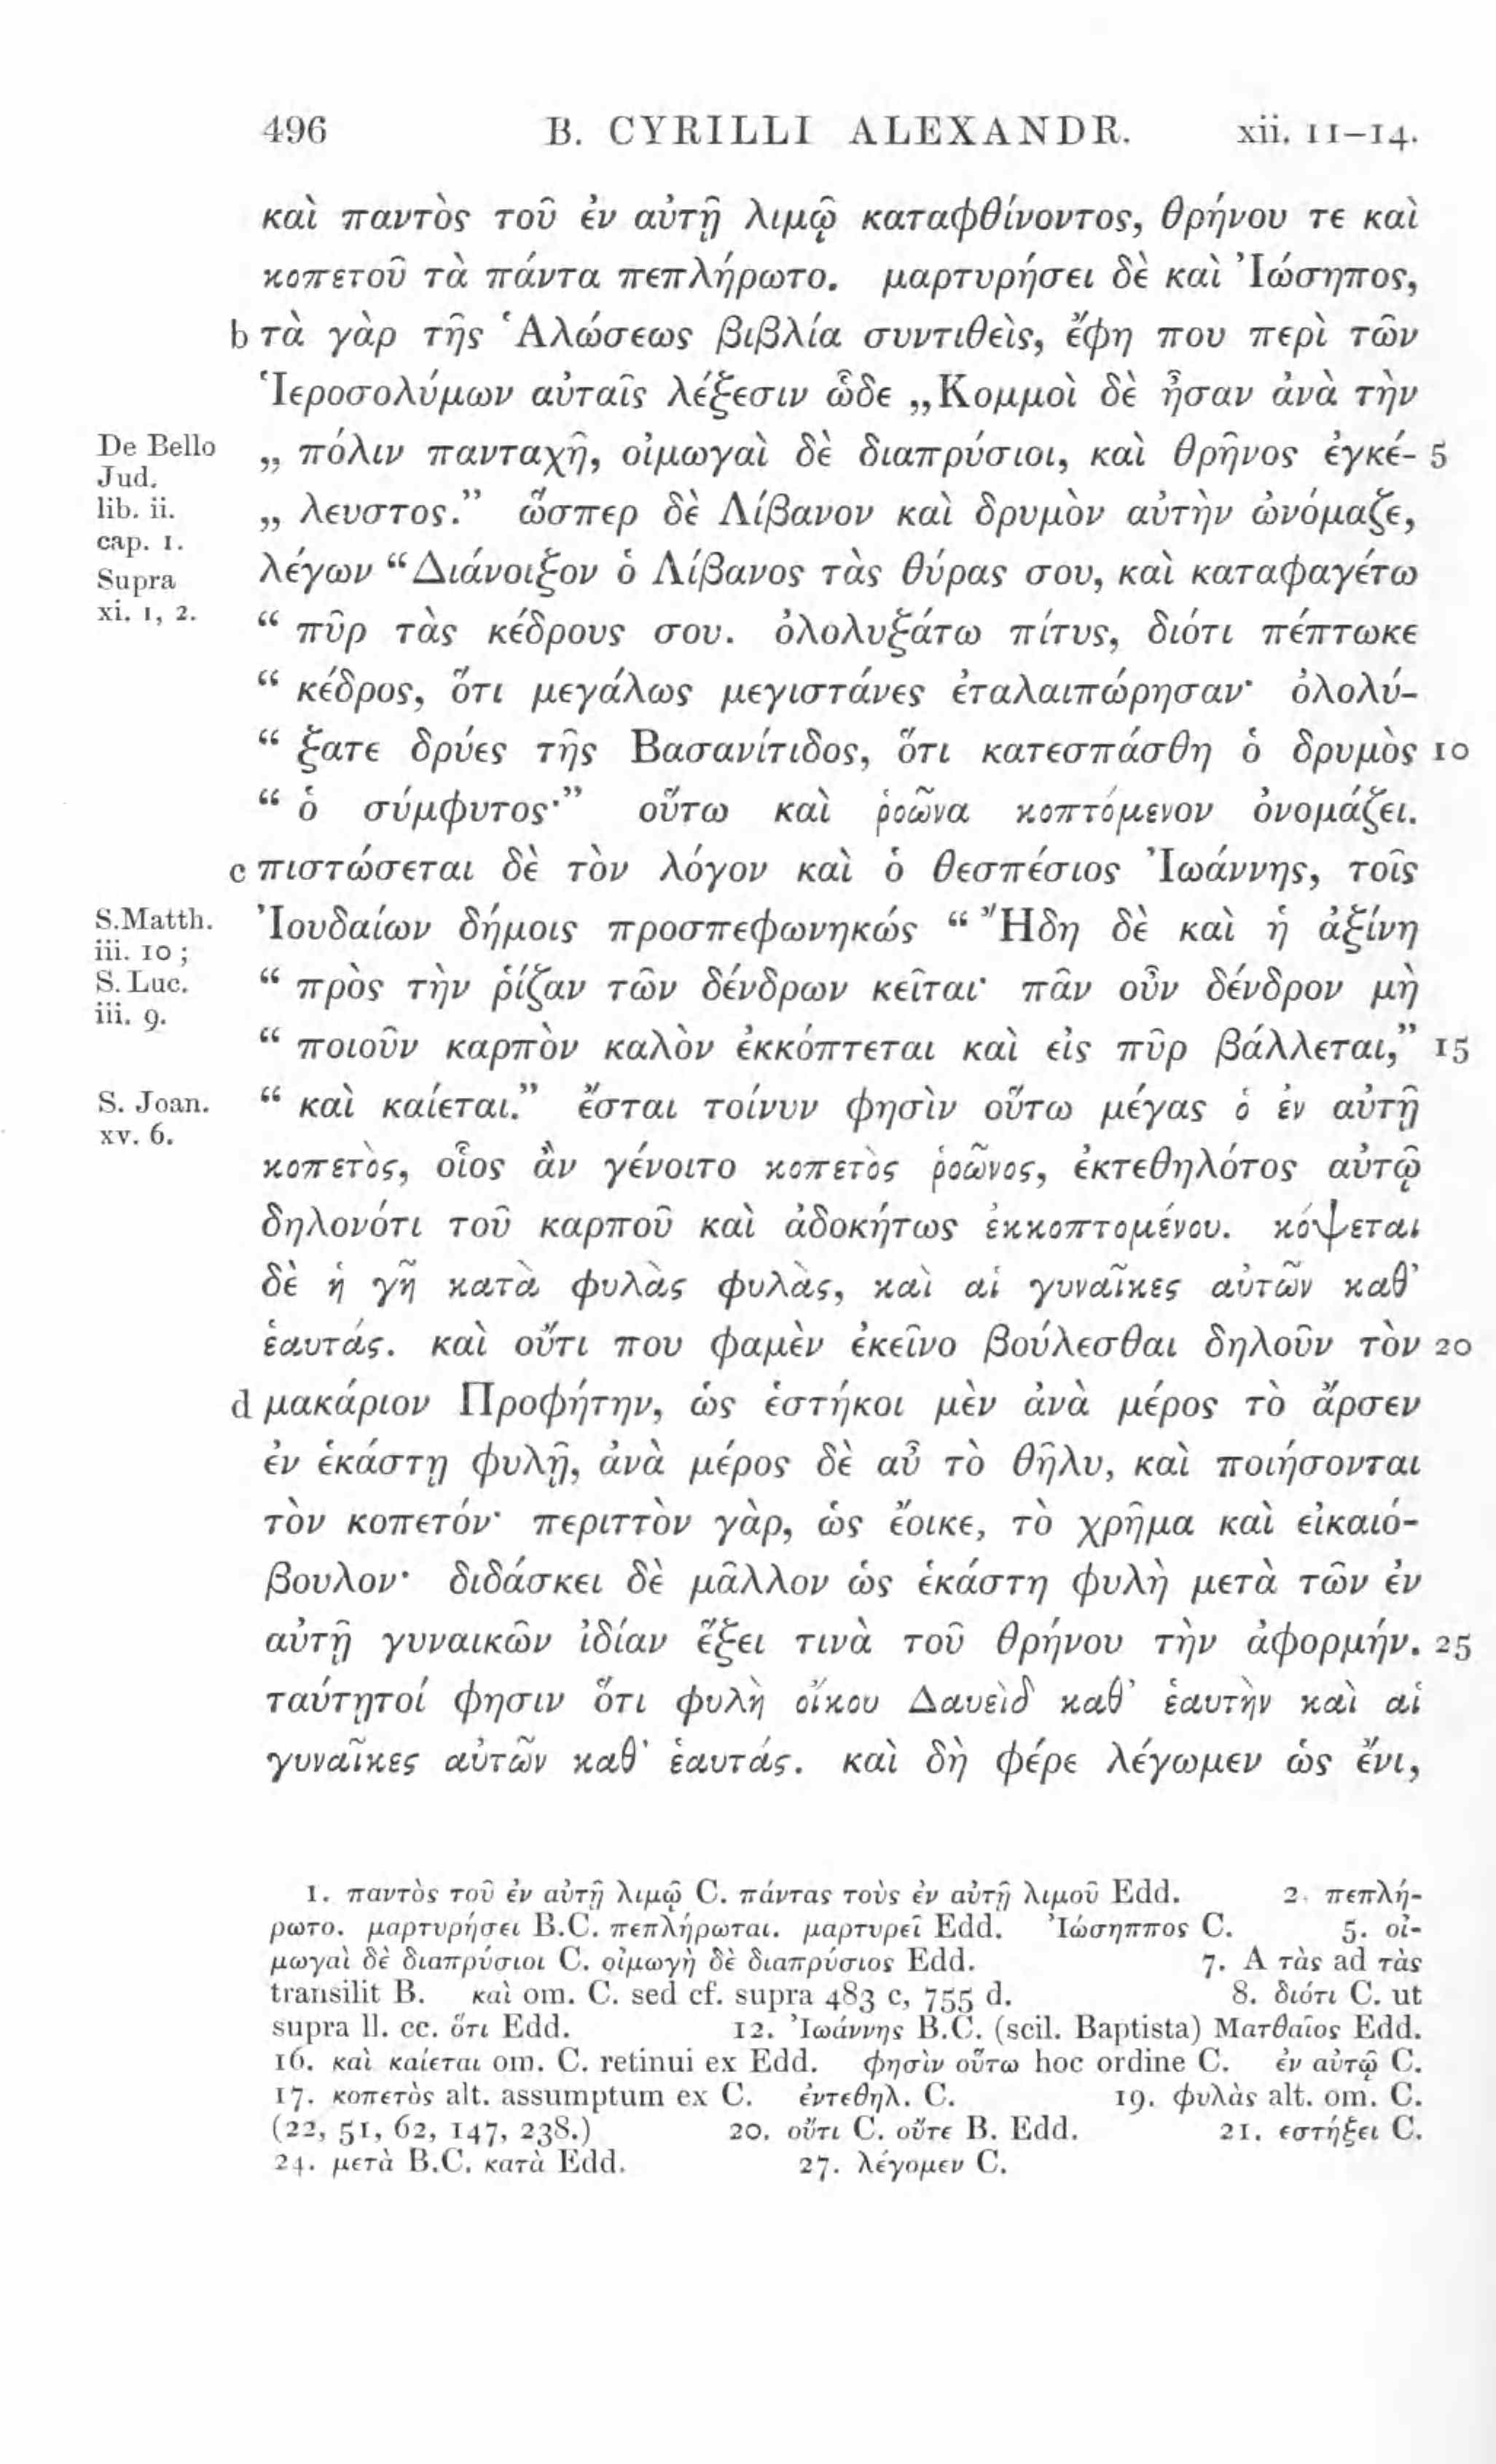 496 B. CYRILLI ALEXANDR. xii. 11–14.
καὶ παντὸς τοῦ ἐν αὐτῇ λιμῷ καταφθίνοντος, θρήνου τε καὶ
κοπετοῦ τὰ πάντα πεπλήρωτο. μαρτυρήσει δὲ καὶ Ἰώσηπος,
b τὰ γὰρ τῆς Ἁλώσεως βιβλία συντιθεὶς, ἔφη που περὶ τῶν
Ἱεροσολύμων αὐταῖς λέξεσιν ὧδε „Κομμοὶ δὲ ἦσαν ἀνὰ τὴν
De Bello „ πόλιν πανταχῆ, οἰμωγαὶ δὲ διαπρύσιοι, καὶ θρῆνος ἐγκέ- 5
Jud.
lib. ii. „ λευστος.” ὥσπερ δὲ Λίβανον καὶ δρυμὸν αὐτὴν ὠνόμαζε,
cap. 1.
Supra λέγων “Διάνοιξον ὁ Λίβανος τὰς θύρας σου, καὶ καταφαγέτω
xi. 1, 2. “ πῦρ τὰς κέδρους σου. ὀλολυξάτω πίτυς, διότι πέπτωκε
“ κέδρος, ὅτι μεγάλως μεγιστάνες ἐταλαιπώρησαν· ὀλολύ-
“ ξατε δρύες τῆς Βασανίτιδος, ὅτι κατεσπάσθη ὁ δρυμὸς 10
“ ὁ σύμφυτος·” οὕτω καὶ ῥοῶνα κοπτόμενον ὀνομάζει.
c πιστώσεται δὲ τὸν λόγον καὶ ὁ θεσπέσιος Ἰωάννης, τοῖς
S.Matth. Ἰουδαίων δήμοις προσπεφωνηκώς “ Ἤδη δὲ καὶ ἡ ἀξίνη
iii. 10 ;
S. Luc. “ πρὸς τὴν ῥίζαν τῶν δένδρων κεῖται· πᾶν οὖν δένδρον μὴ
iii. 9.
“ ποιοῦν καρπὸν καλὸν ἐκκόπτεται καὶ εἰς πῦρ βάλλεται,” 15
S. Joan. “ καὶ καίεται.” ἔσται τοίνυν φησὶν οὕτω μέγας ὁ ἐν αὐτῇ
xv. 6.
κοπετὸς, οἷος ἂν γένοιτο κοπετὸς ῥοῶνος, ἐκτεθηλότος αὐτῷ
δηλονότι τοῦ καρποῦ καὶ ἀδοκήτως ἐκκοπτομένου. κόψεται
δὲ ἡ γῆ κατὰ φυλὰς φυλὰς, καὶ αἱ γυναῖκες αὐτῶν καθ’
ἑαυτάς. καὶ οὔτι που φαμὲν ἐκεῖνο βούλεσθαι δηλοῦν τὸν 20
d μακάριον Προφήτην, ὡς ἑστήκοι μὲν ἀνὰ μέρος τὸ ἄρσεν
ἐν ἑκάστῃ φυλῇ, ἀνὰ μέρος δὲ αὖ τὸ θῆλυ, καὶ ποιήσονται
τὸν κοπετόν· περιττὸν γὰρ, ὡς ἔοικε, τὸ χρῆμα καὶ εἰκαιό-
βουλον· διδάσκει δὲ μᾶλλον ὡς ἑκάστη φυλὴ μετὰ τῶν ἐν
αὐτῇ γυναικῶν ἰδίαν ἕξει τινὰ τοῦ θρήνου τὴν ἀφορμήν. 25
ταύτῃτοί φησιν ὅτι φυλὴ οἴκου Δαυεὶδ καθ’ ἑαυτὴν καὶ αἱ
γυναῖκες αὐτῶν καθ’ ἑαυτάς. καὶ δὴ φέρε λέγωμεν ὡς ἔνι,
1. παντὸς τοῦ ἐν αὐτῇ λιμῷ C. πάντας τοὺς ἐν αὐτῇ λιμοῦ Edd. 2. πεπλή-
ρωτο. μαρτυρήσει B.C. πεπλήρωται. μαρτυρεῖ Edd. Ἰώσηππος C. 5. οἰ-
μωγαὶ δὲ διαπρύσιοι C. οἰμωγὴ δὲ διαπρύσιος Edd. 7. A τὰς ad τὰς
transilit B. καὶ om. C. sed cf. supra 483 c, 755 d. 8. διότι C. ut
supra ll. cc. ὅτι Edd. 12. Ἰωάννης B.C. (scil. Baptista) Ματθαῖος Edd.
16. καὶ καίεται om. C. retinui ex Edd. φησὶν οὕτω hoc ordine C. ἐν αὐτῷ C.
17. κοπετὸς alt. assumptum ex C. ἐντεθηλ. C. 19. φυλὰς alt. om. C.
(22, 51, 62, 147, 238.) 20. οὔτι C. οὔτε B. Edd. 21. εστήξει C.
24. μετὰ B.C. κατὰ Edd. 27. λέγομεν C.